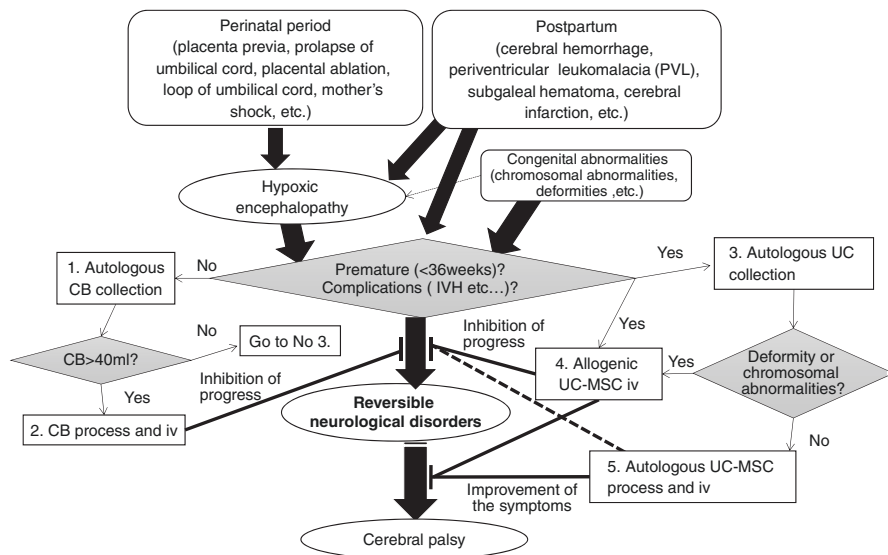 Perinatal period
(placenta previa, prolapse of
umbilical cord, placental ablation,
loop of umbilical cord, mother's
shock, etc.)
Postpartum
(cerebral hemorrhage,
periventricular leukomalacia (PVL),
subgaleal hematoma, cerebral
infarction, etc.)
Hypoxic
encephalopathy
Congenital abnormalities
(chromosomal abnormalities,
deformities ,etc.)
Premature (<36weeks)?
Complications ( IVH etc…)?
No
Yes
1. Autologous
CB collection
3. Autologous UC
collection
Yes
CB>40ml?
No
Go to No 3.
Inhibition of
progress
Inhibition of
progress
4. Allogenic
UC-MSC iv
Yes
Deformity or
chromosomal
abnormalities?
Yes
2. CB process and iv
Reversible
neurological disorders
No
5. Autologous UC-MSC
process and iv
Improvement of
the symptoms
Cerebral palsy